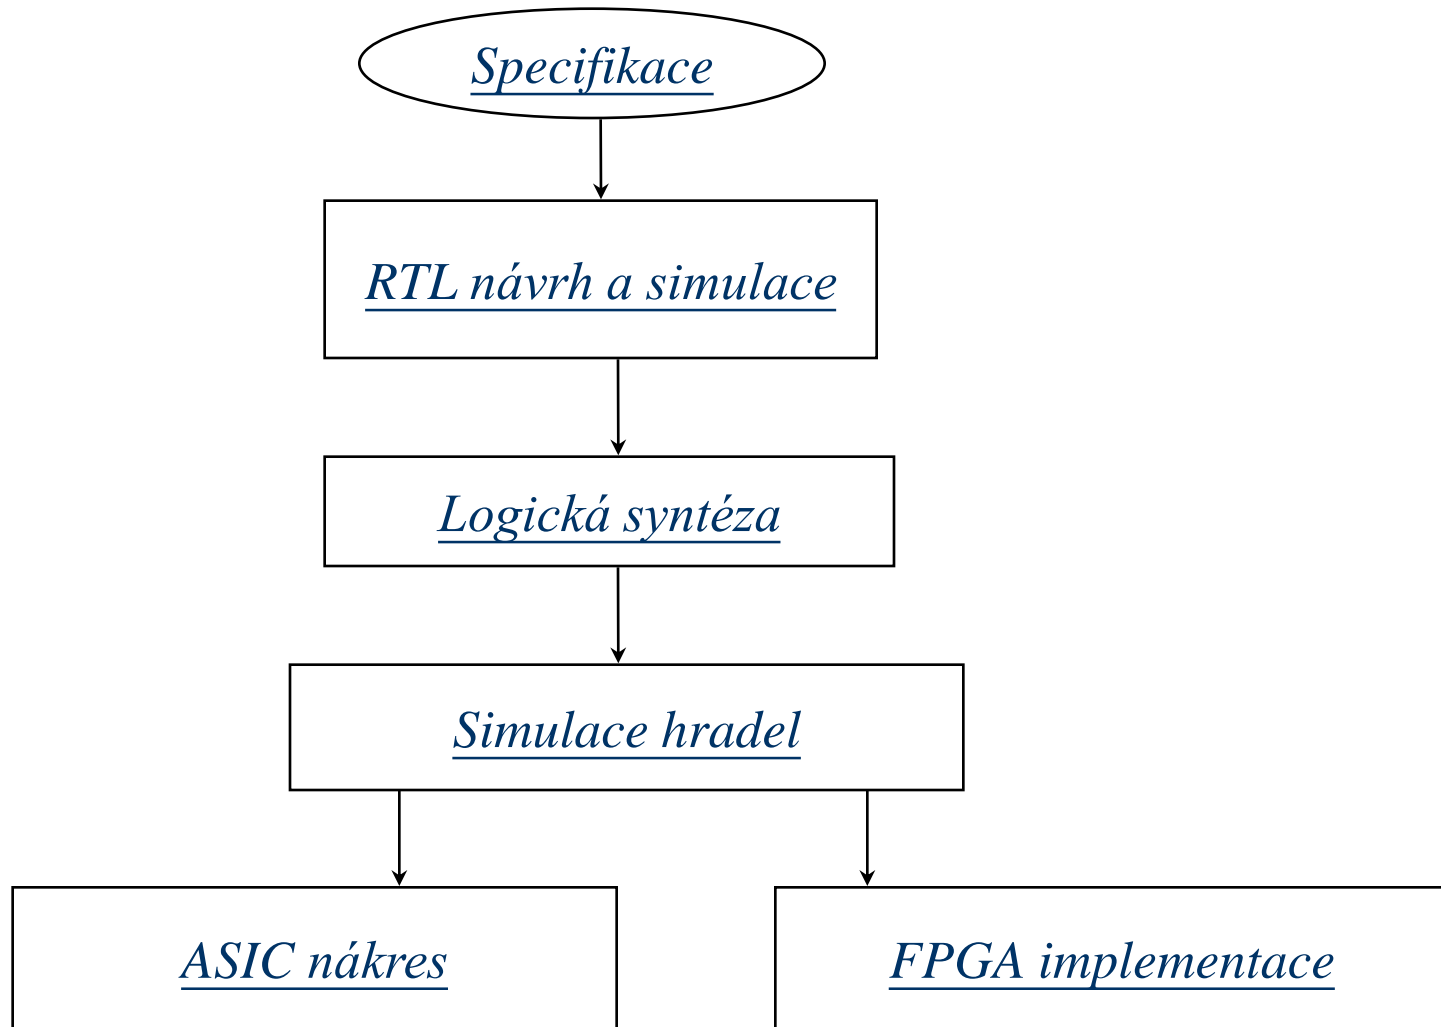 Specifikace
RTL návrh a simulace
Logická syntéza
Simulace hradel
ASIC nákres
FPGA implementace